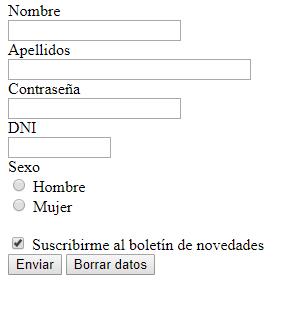 Nombre
Apellidos
Contraseña
DNI
Sexo
Hombre
Mujer
Suscribirme al boletín de novedades
Enviar Borrar datos